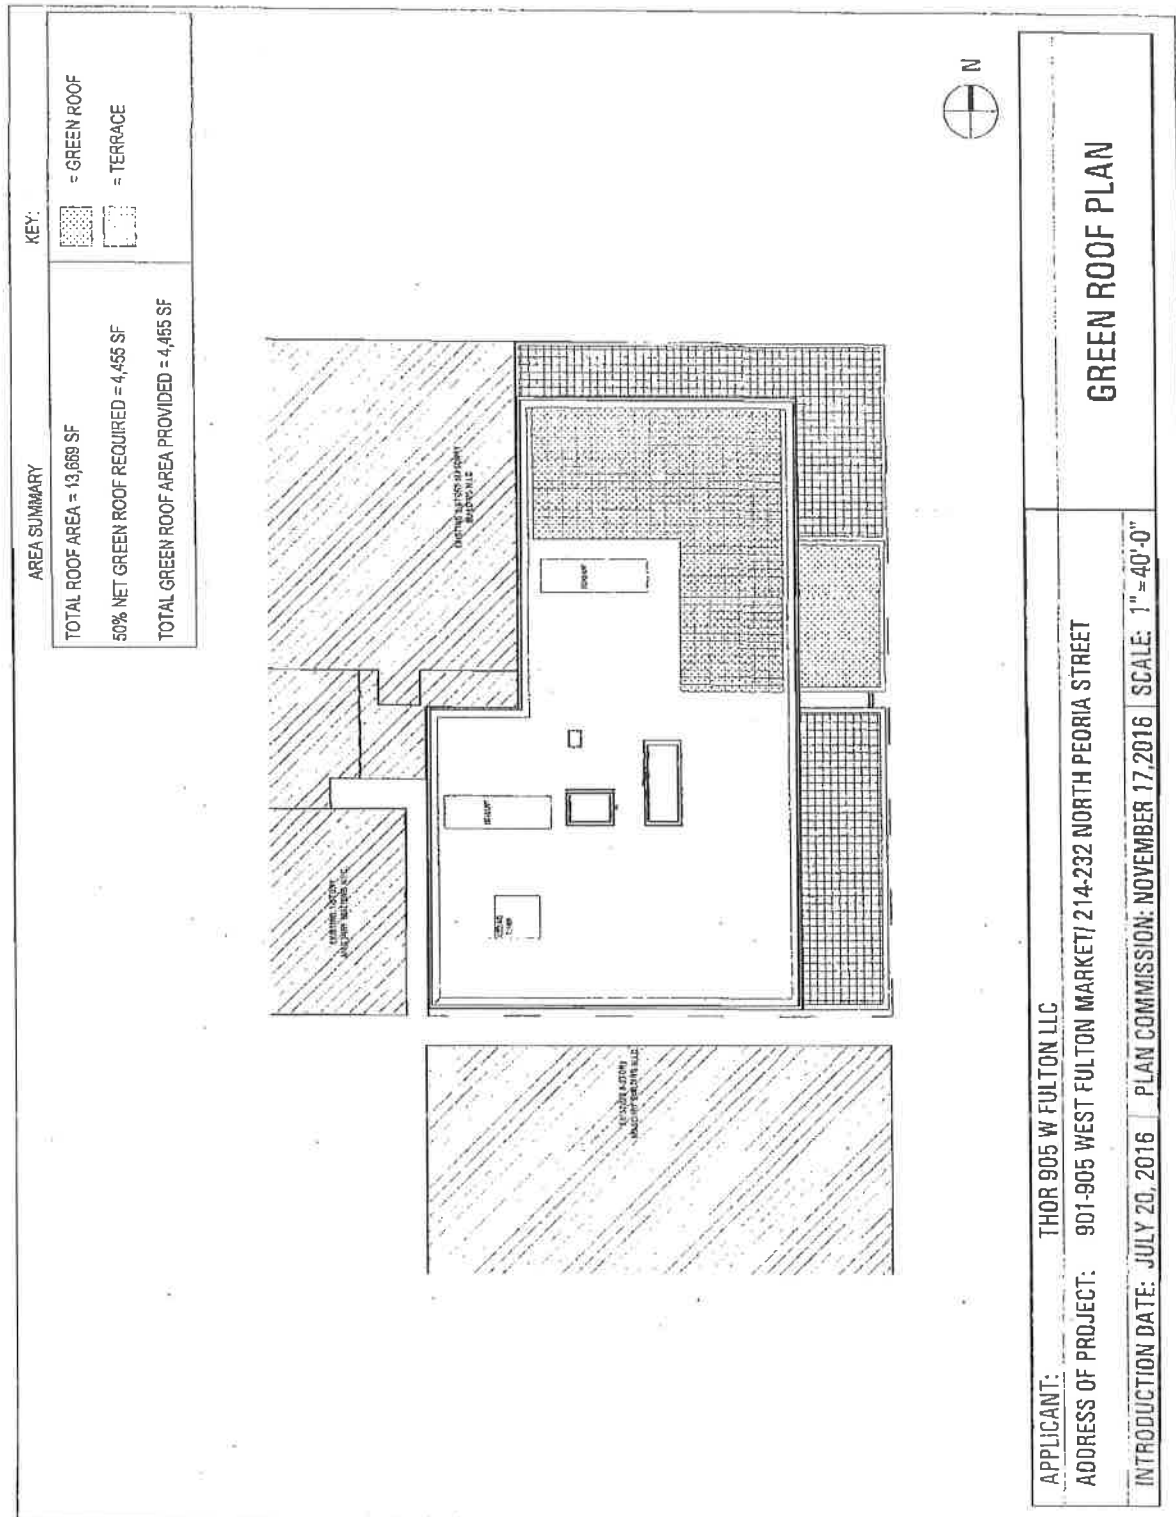 AREA SUMMARY
KEY:
TOTAL ROOF AREA = 13,669 SF
50% NET GREEN ROOF REQUIRED = 4,455 SF
TOTAL GREEN ROOF AREA PROVIDED = 4,455 SF
= GREEN ROOF
= TERRACE
N
APPLICANT: THOR 905 W FULTON LLC
ADDRESS OF PROJECT: 901-905 WEST FULTON MARKET/ 214-232 NORTH PEORIA STREET
INTRODUCTION DATE: JULY 20, 2016 PLAN COMMISSION: NOVEMBER 17, 2016 SCALE: 1" = 40'-0"
GREEN ROOF PLAN